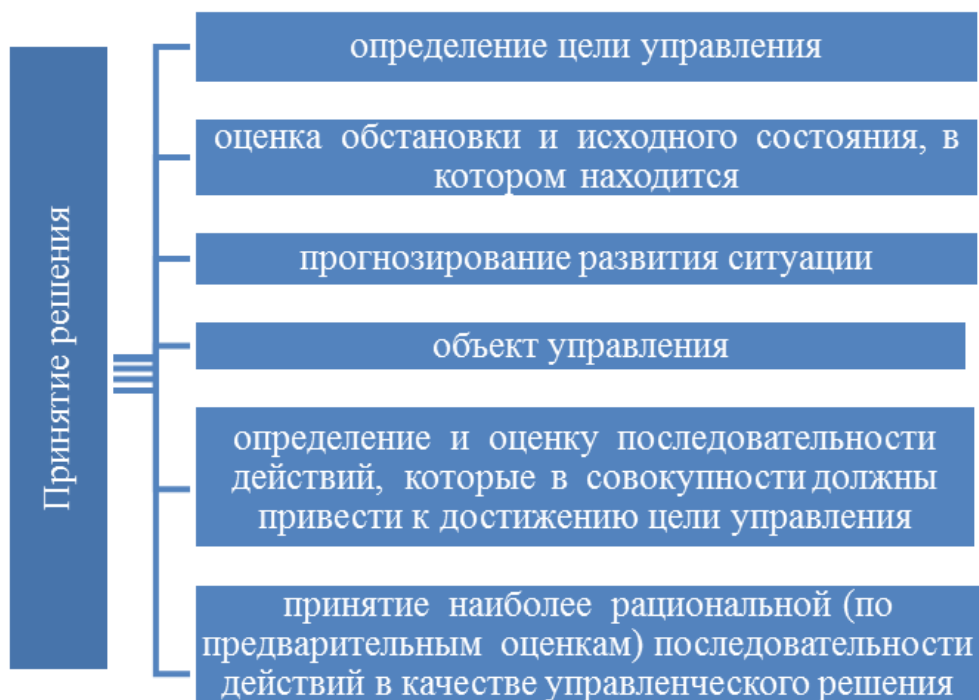 Принятие решения
определение цели управления
оценка обстановки и исходного состояния, в
котором находится
прогнозирование развития ситуации
объект управления
определение и оценку последовательности
действий, которые в совокупности должны
привести к достижению цели управления
принятие наиболее рациональной (по
предварительным оценкам) последовательности
действий в качестве управленческого решения